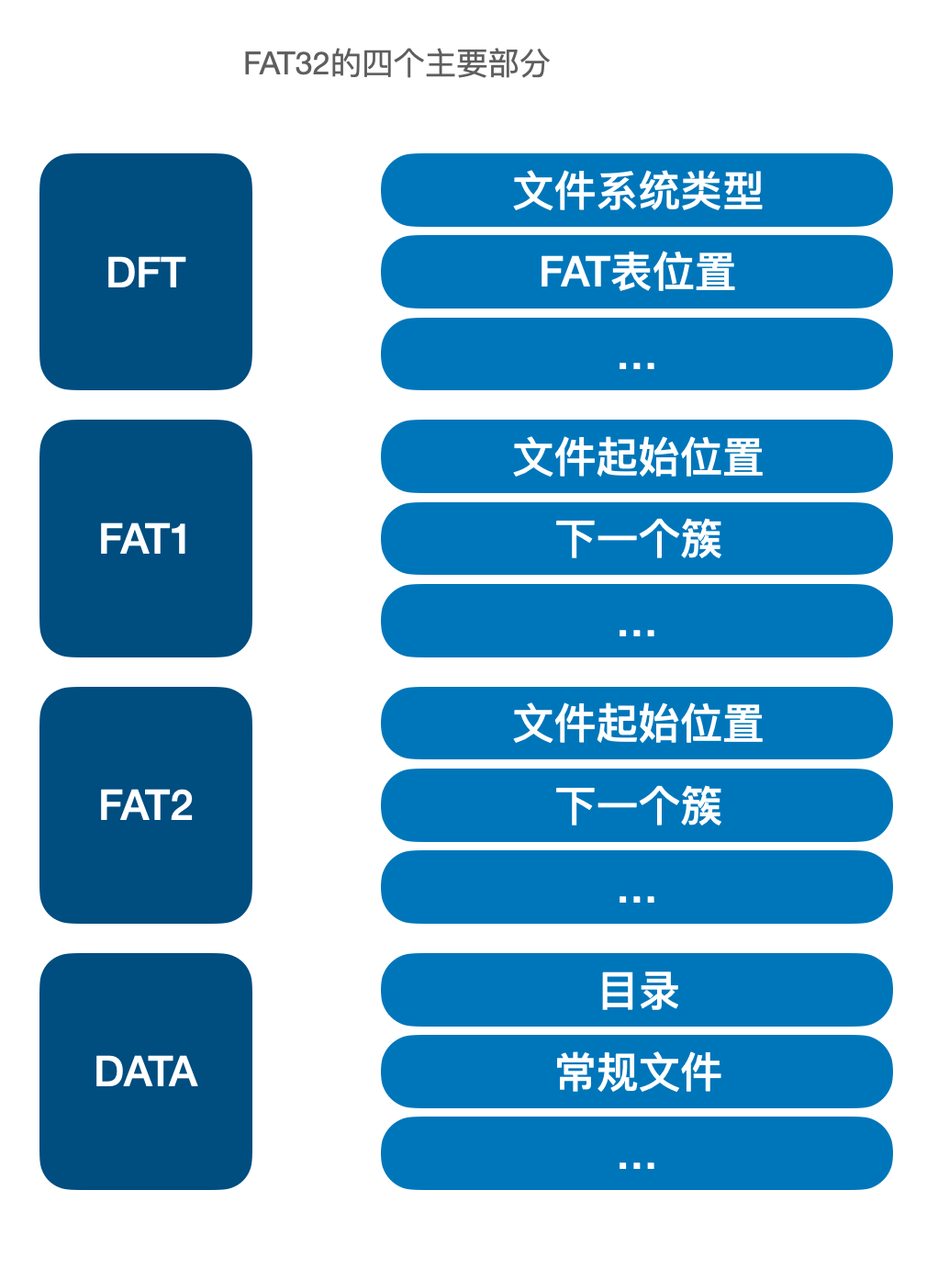 FAT32的四个主要部分
DFT
文件系统类型
FAT表位置
...
FAT1
文件起始位置
下一个簇
...
FAT2
文件起始位置
下一个簇
...
DATA
目录
常规文件
...